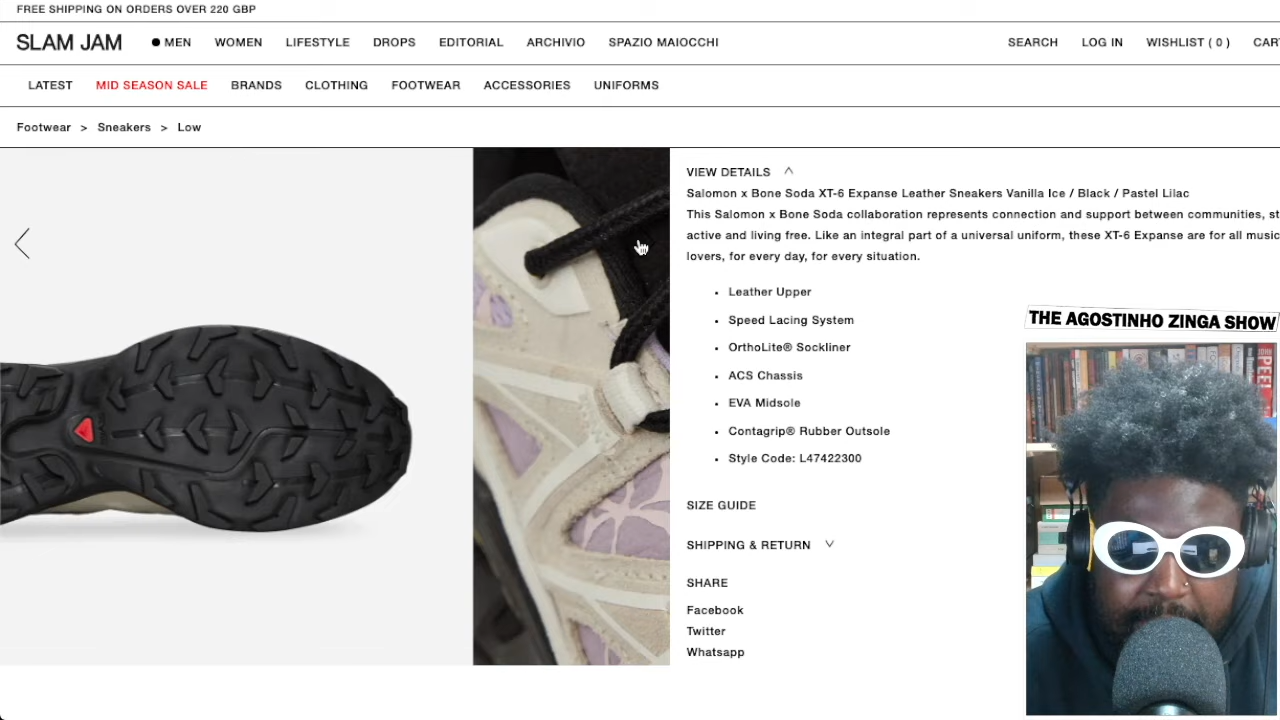 FREE SHIPPING ON ORDERS OVER 220 GBP
SLAM JAM
MEN WOMEN LIFESTYLE DROPS EDITORIAL ARCHIVIO SPAZIO MAIOCCHI SEARCH LOG IN WISHLIST ( 0 )
LATEST MID SEASON SALE BRANDS CLOTHING FOOTWEAR ACCESSORIES UNIFORMS
Footwear > Sneakers > Low
VIEW DETAILS
Salomon x Bone Soda XT-6 Expanse Leather Sneakers Vanilla Ice / Black / Pastel Lilac
This Salomon x Bone Soda collaboration represents connection and support between communities, st
active and living free. Like an integral part of a universal uniform, these XT-6 Expanse are for all music
lovers, for every day, for every situation.
• Leather Upper
• Speed Lacing System
• OrthoLite® Sockliner
• ACS Chassis
• EVA Midsole
• Contagrip® Rubber Outsole
• Style Code: L47422300
SIZE GUIDE
SHIPPING & RETURN
SHARE
Facebook
Twitter
Whatsapp
THE AGOSTINHO ZINGA SHOW